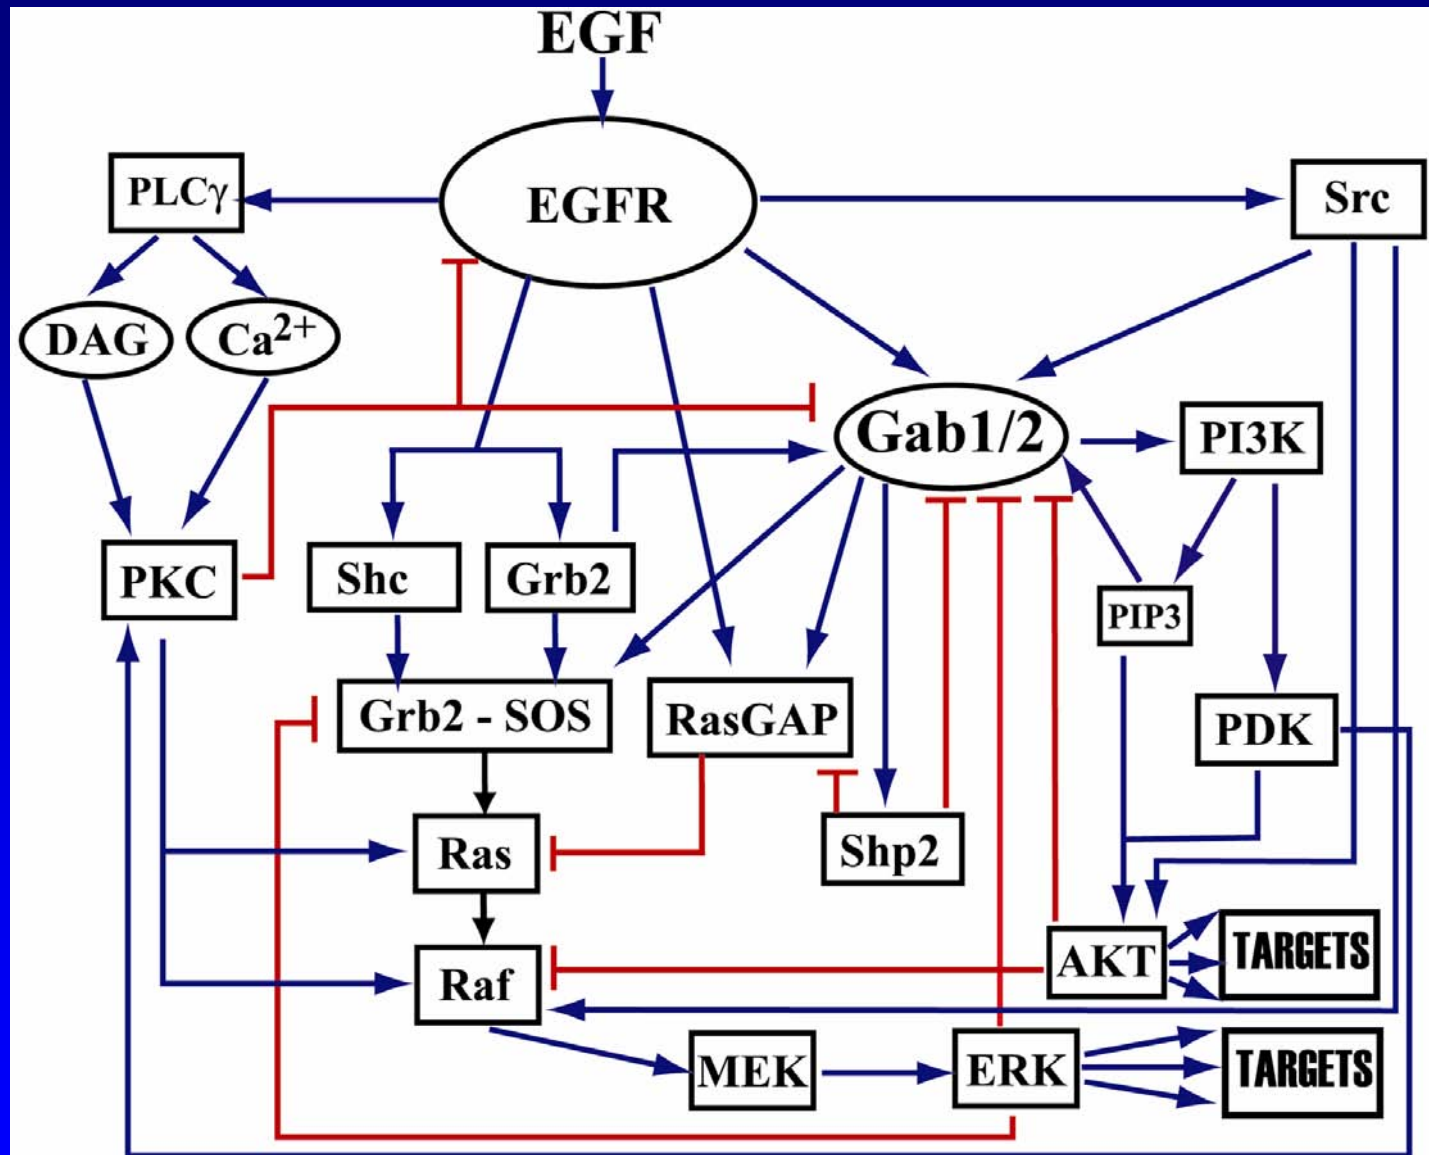 EGF
PLCγ
EGFR
Src
DAG
Ca2+
Gab1/2
PI3K
PKC
Shc
Grb2
PIP3
Grb2 - SOS
RasGAP
PDK
Ras
Shp2
Raf
AKT
TARGETS
MEK
ERK
TARGETS